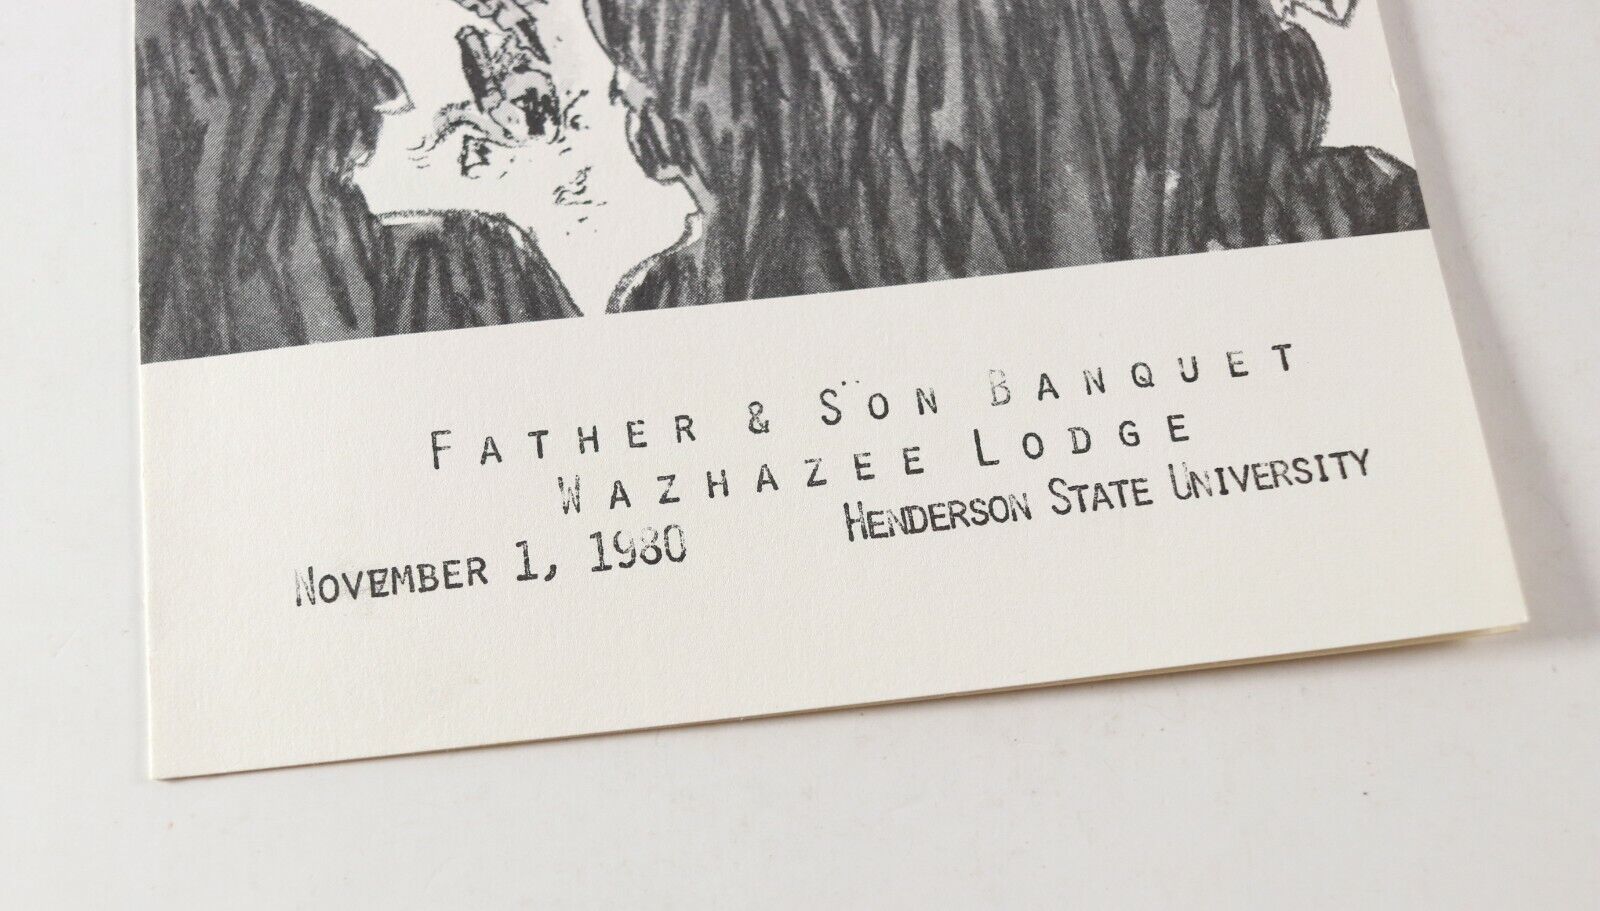 FATHER & SON BANQUET
WAZHAZEE LODGE
NOVEMBER 1, 1980 HENDERSON STATE UNIVERSITY